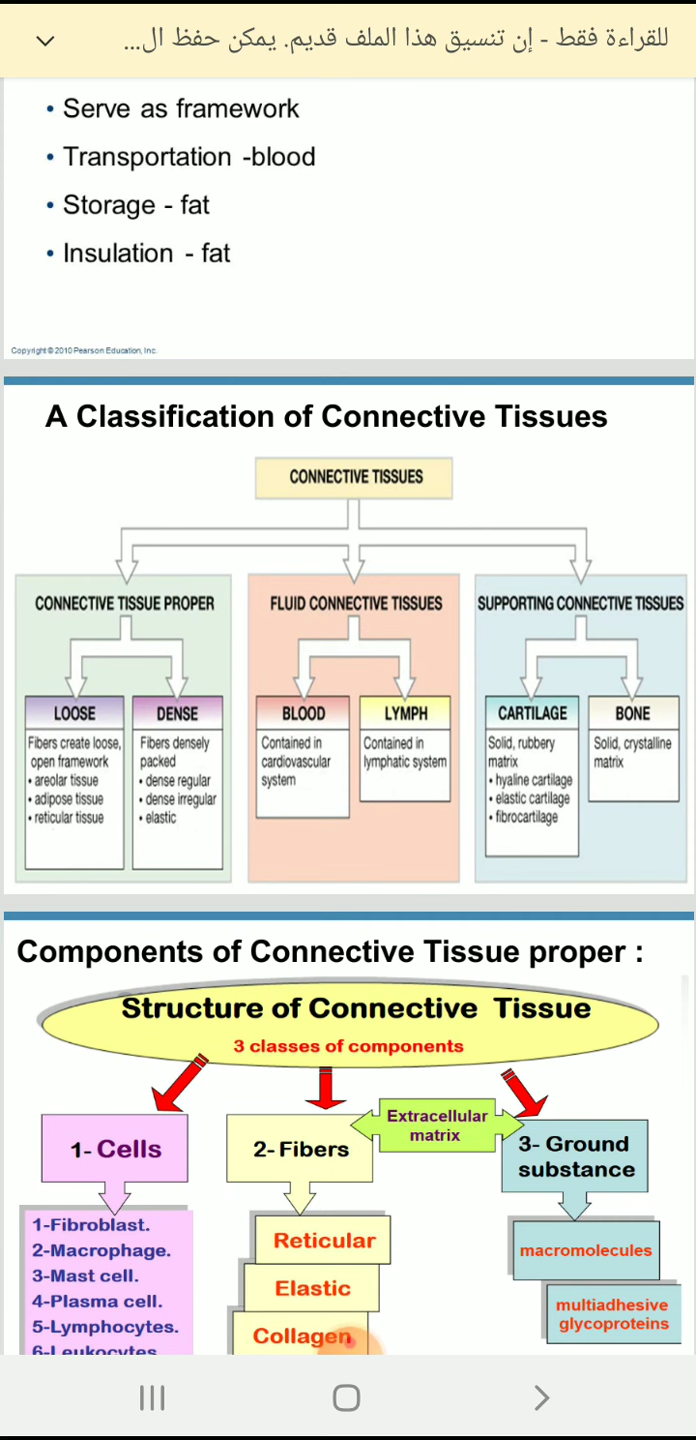 للقراءة فقط - إن تنسيق هذا الملف قديم. يمكن حفظ ال...
• Serve as framework
• Transportation -blood
• Storage - fat
• Insulation - fat
Copyright © 2010 Pearson Education, Inc.
A Classification of Connective Tissues
CONNECTIVE TISSUES
CONNECTIVE TISSUE PROPER
LOOSE
Fibers create loose,
open framework
• areolar tissue
• adipose tissue
• reticular tissue
DENSE
Fibers densely
packed
• dense regular
• dense irregular
• elastic
FLUID CONNECTIVE TISSUES
BLOOD
Contained in
cardiovascular
system
LYMPH
Contained in
lymphatic system
SUPPORTING CONNECTIVE TISSUES
CARTILAGE
Solid, rubbery
matrix
• hyaline cartilage
• elastic cartilage
• fibrocartilage
BONE
Solid, crystalline
matrix
Components of Connective Tissue proper :
Structure of Connective Tissue
3 classes of components
1- Cells
1-Fibroblast.
2-Macrophage.
3-Mast cell.
4-Plasma cell.
5-Lymphocytes.
6-Leukocytes
2- Fibers
Reticular
Elastic
Collagen
Extracellular
matrix
3- Ground
substance
macromolecules
multiadhesive
glycoproteins